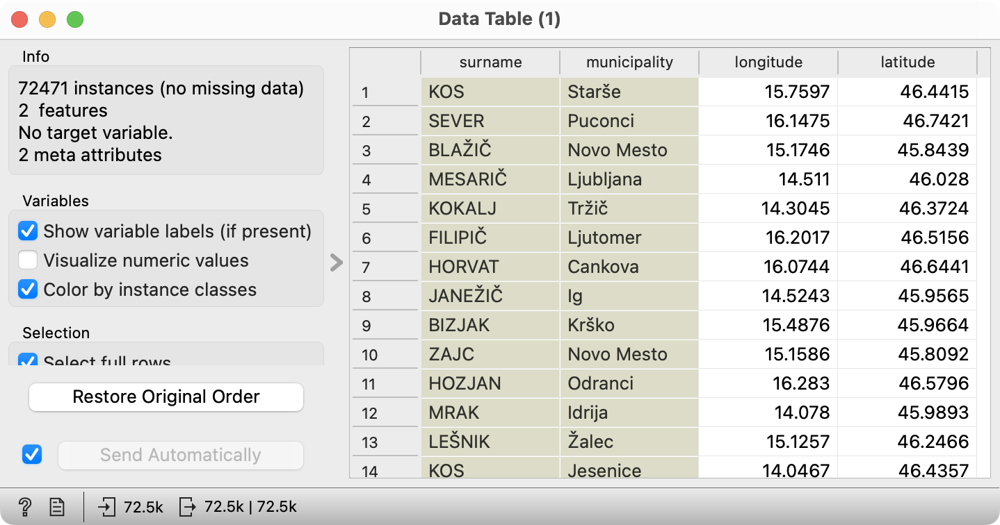 Data Table (1)
Info
72471 instances (no missing data)
2 features
No target variable.
2 meta attributes
Variables
Show variable labels (if present)
Visualize numeric values
Color by instance classes
Selection
Select full rows
Restore Original Order
Send Automatically
surname municipality longitude latitude
1 KOS Starše 15.7597 46.4415
2 SEVER Puconci 16.1475 46.7421
3 BLAŽIČ Novo Mesto 15.1746 45.8439
4 MESARIČ Ljubljana 14.511 46.028
5 KOKALJ Tržič 14.3045 46.3724
6 FILIPIČ Ljutomer 16.2017 46.5156
7 HORVAT Cankova 16.0744 46.6441
8 JANEŽIČ Ig 14.5243 45.9565
9 BIZJAK Krško 15.4876 45.9664
10 ZAJC Novo Mesto 15.1586 45.8092
11 HOZJAN Odranci 16.283 46.5796
12 MRAK Idrija 14.078 45.9893
13 LEŠNIK Žalec 15.1257 46.2466
14 KOS Jesenice 14.0467 46.4357
? 72.5k 72.5k | 72.5k